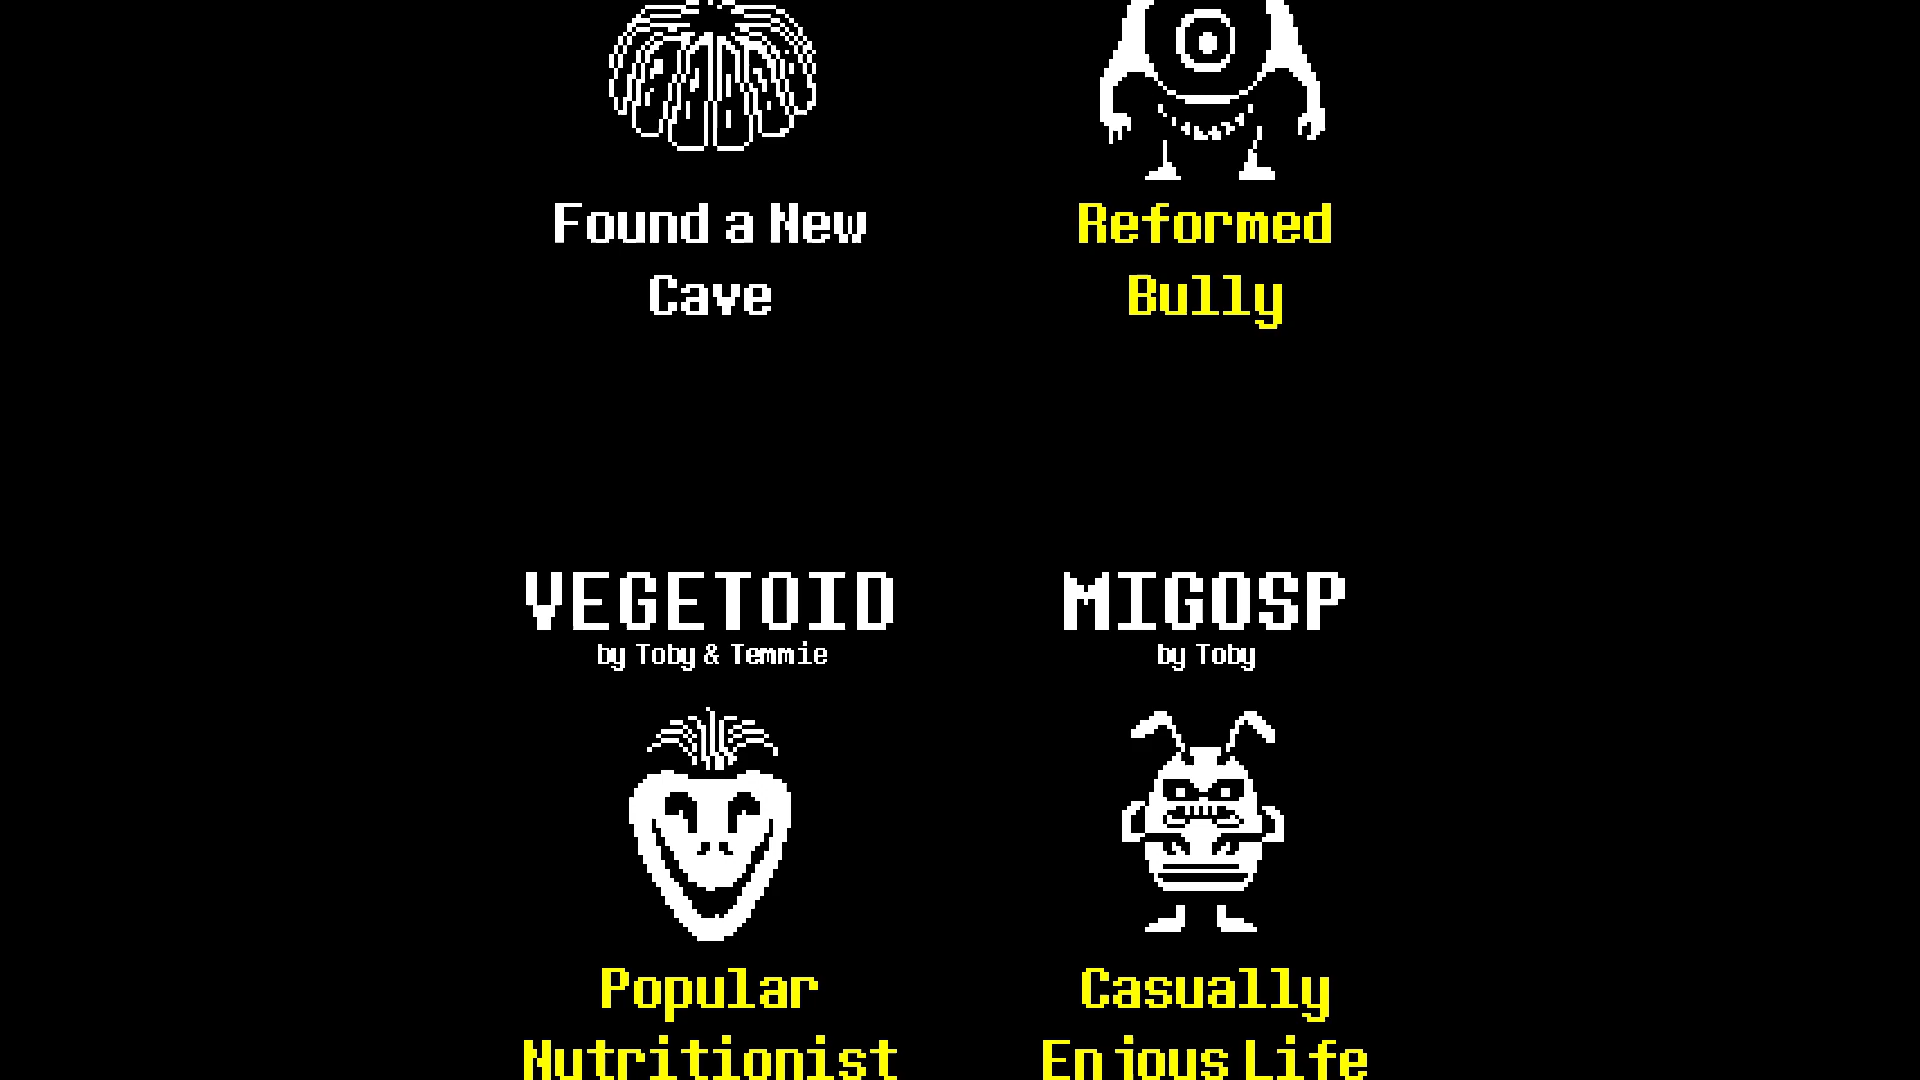 Found a New
Cave
Reformed
Bully
VEGETOID
by Toby & Temmie
MIGOSP
by Toby
Popular
Nutritionist
Casually
Enjoys Life